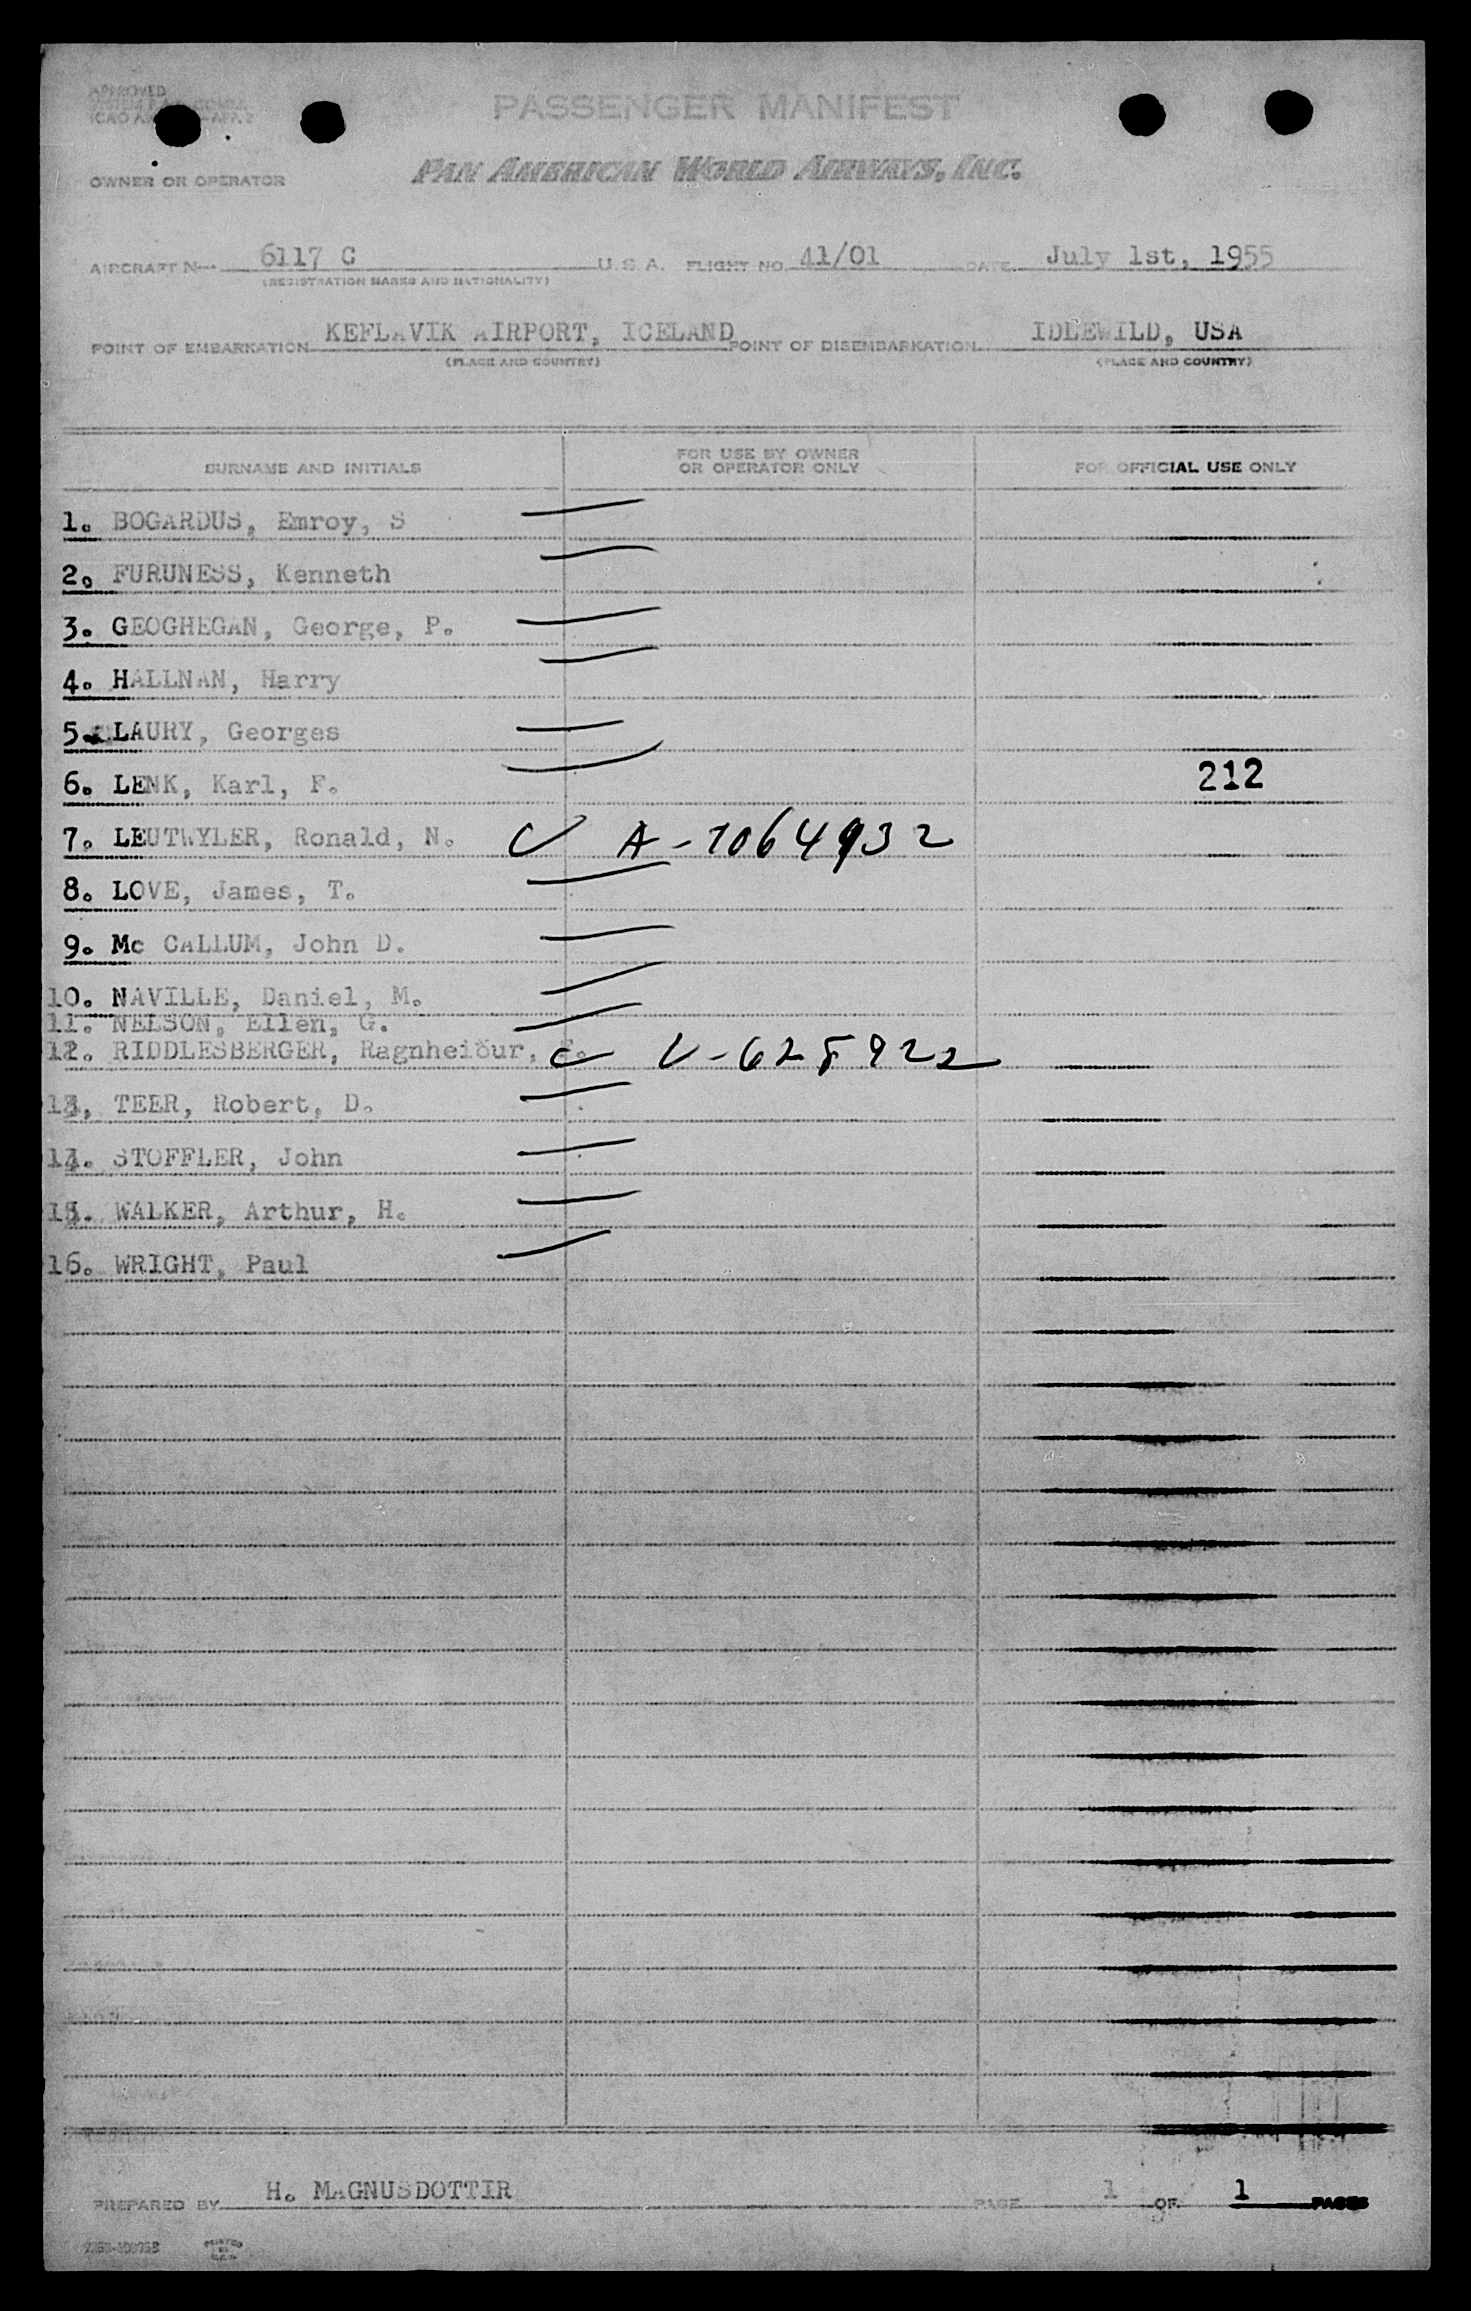 APPROVED
PASSENGER MANIFEST
OWNER OR OPERATOR
PAN AMERICAN WORLD AIRWAYS, INC.
AIRCRAFT No. 6117 C U. S. A. FLIGHT NO. 41/01 DATE July 1st, 1955
(REGISTRATION MARKS AND NATIONALITY)
POINT OF EMBARKATION KEFLAVIK AIRPORT, ICELAND POINT OF DISEMBARKATION IDLEWILD, USA
(PLACE AND COUNTRY) (PLACE AND COUNTRY)
SURNAME AND INITIALS FOR USE BY OWNER OR OPERATOR ONLY FOR OFFICIAL USE ONLY
1. BOGARDUS, Emroy, S
2. FURUNESS, Kenneth
3. GEOGHEGAN, George, P.
4. HALLNAN, Harry
5. LAURY, Georges
6. LENK, Karl, F. 212
7. LEUTWYLER, Ronald, N. A-7064932
8. LOVE, James, T.
9. Mc CALLUM, John D.
10. NAVILLE, Daniel, M.
11. NELSON, Ellen, G.
12. RIDDLESBERGER, Ragnheiður, V-628922
13. TEER, Robert, D.
14. STOFFLER, John
15. WALKER, Arthur, H.
16. WRIGHT, Paul
PREPARED BY H. MAGNUSDOTTIR PAGE 1 OF 1 PAGES
PRINTED IN U.S.A.